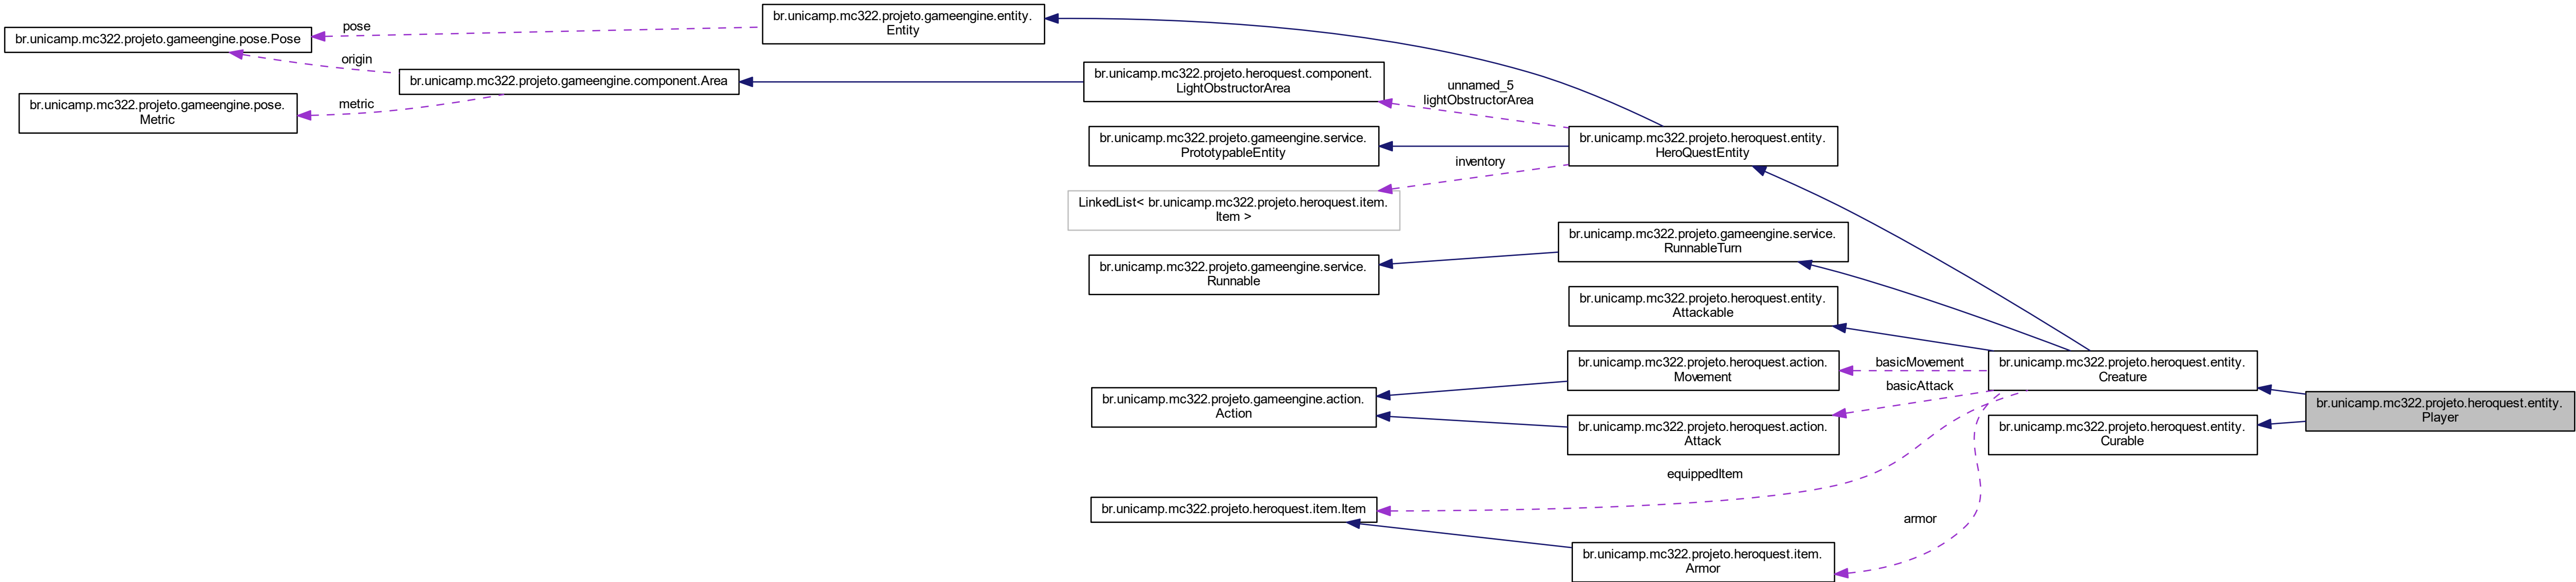 br.unicamp.mc322.projeto.gameengine.entity.
Entity
pose
br.unicamp.mc322.projeto.gameengine.pose.Pose
origin
br.unicamp.mc322.projeto.gameengine.component.Area
br.unicamp.mc322.projeto.heroquest.component.
LightObstructorArea
unnamed_5
lightObstructorArea
metric
br.unicamp.mc322.projeto.gameengine.pose.
Metric
br.unicamp.mc322.projeto.gameengine.service.
PrototypableEntity
br.unicamp.mc322.projeto.heroquest.entity.
HeroQuestEntity
inventory
LinkedList< br.unicamp.mc322.projeto.heroquest.item.
Item >
br.unicamp.mc322.projeto.gameengine.service.
RunnableTurn
br.unicamp.mc322.projeto.gameengine.service.
Runnable
br.unicamp.mc322.projeto.heroquest.entity.
Attackable
br.unicamp.mc322.projeto.heroquest.action.
Movement
basicMovement
br.unicamp.mc322.projeto.heroquest.entity.
Creature
basicAttack
br.unicamp.mc322.projeto.gameengine.action.
Action
br.unicamp.mc322.projeto.heroquest.entity.
Player
br.unicamp.mc322.projeto.heroquest.action.
Attack
br.unicamp.mc322.projeto.heroquest.entity.
Curable
equippedItem
br.unicamp.mc322.projeto.heroquest.item.Item
armor
br.unicamp.mc322.projeto.heroquest.item.
Armor